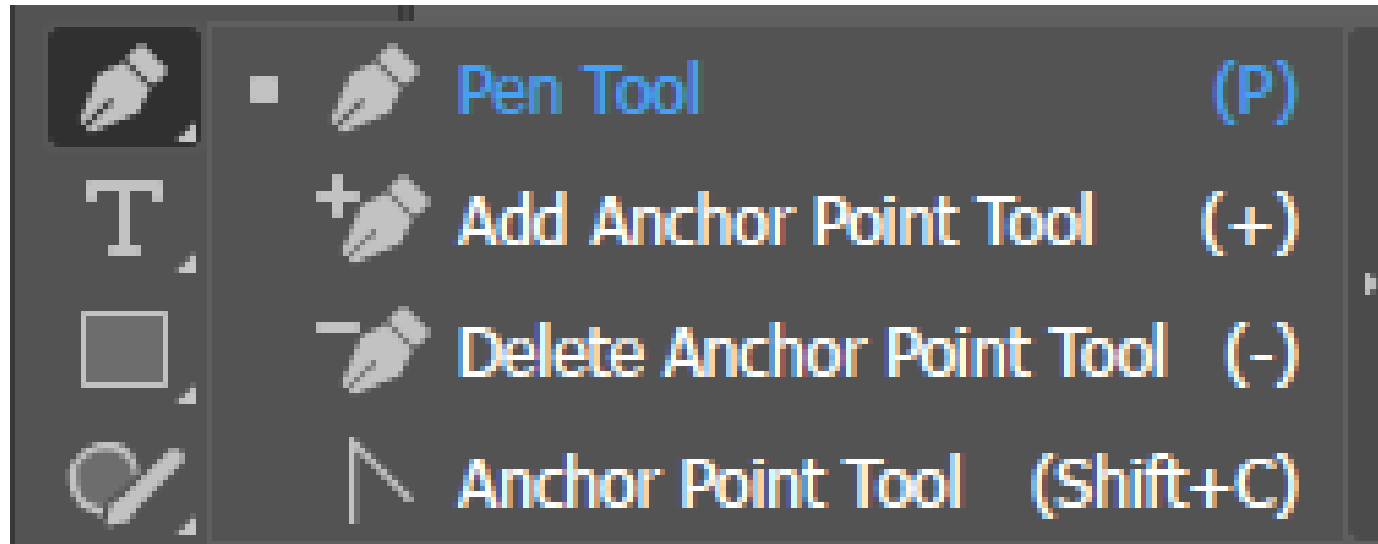 Pen Tool (P)
Add Anchor Point Tool (+)
Delete Anchor Point Tool (-)
Anchor Point Tool (Shift+C)